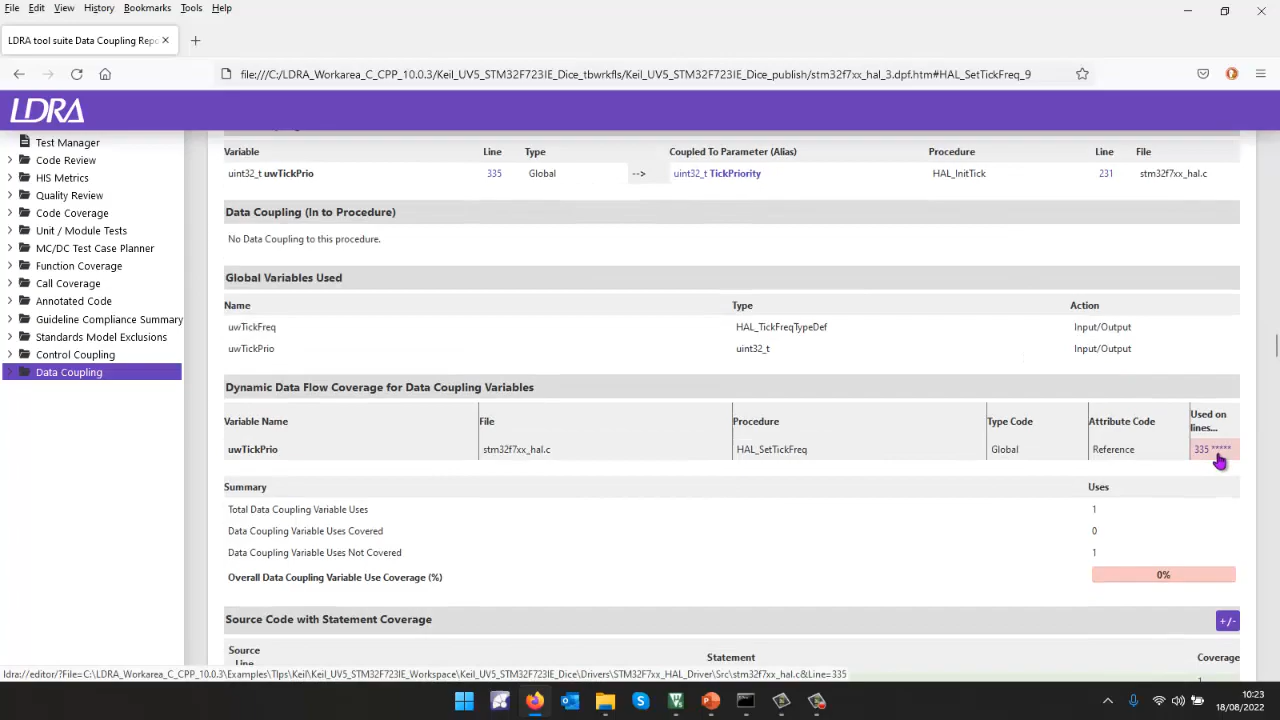 File Edit View History Bookmarks Tools Help
LDRA tool suite Data Coupling Repo
file:///C:/LDRA_Workarea_C_CPP_10.0.3/Keil_UV5_STM32F723IE_Dice_tbwrkfls/Keil_UV5_STM32F723IE_Dice_publish/stm32f7xx_hal_3.dpf.htm#HAL_SetTickFreq_9
LDRA
Test Manager
Code Review
HIS Metrics
Quality Review
Code Coverage
Unit / Module Tests
MC/DC Test Case Planner
Function Coverage
Call Coverage
Annotated Code
Guideline Compliance Summary
Standards Model Exclusions
Control Coupling
Data Coupling
Variable Line Type Coupled To Parameter (Alias) Procedure Line File
uint32_t uwTickPrio 335 Global --> uint32_t TickPriority HAL_InitTick 231 stm32f7xx_hal.c
Data Coupling (In to Procedure)
No Data Coupling to this procedure.
Global Variables Used
Name Type Action
uwTickFreq HAL_TickFreqTypeDef Input/Output
uwTickPrio uint32_t Input/Output
Dynamic Data Flow Coverage for Data Coupling Variables
Variable Name File Procedure Type Code Attribute Code Used on lines...
uwTickPrio stm32f7xx_hal.c HAL_SetTickFreq Global Reference 335 *****
Summary Uses
Total Data Coupling Variable Uses 1
Data Coupling Variable Uses Covered 0
Data Coupling Variable Uses Not Covered 1
Overall Data Coupling Variable Use Coverage (%) 0%
Source Code with Statement Coverage +/-
Source Line Statement Coverage
1
ldra://editor/?File=C:\LDRA_Workarea_C_CPP_10.0.3\Examples\Tlps\Keil\Keil_UV5_STM32F723IE_Workspace\Keil_UV5_STM32F723IE_Dice\Drivers\STM32F7xx_HAL_Driver\Src\stm32f7xx_hal.c&Line=335
10:23
18/08/2022